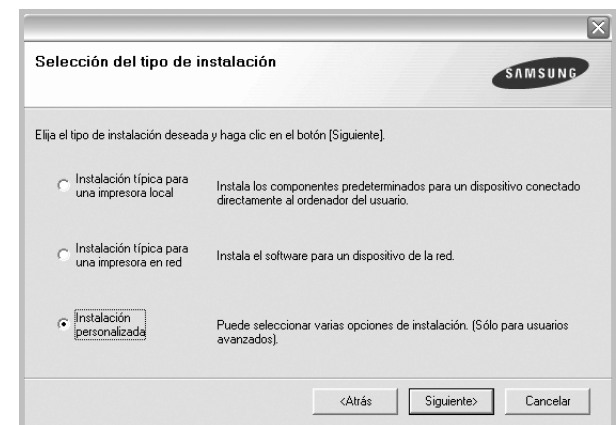 Selección del tipo de instalación
SAMSUNG
Elija el tipo de instalación deseada y haga clic en el botón [Siguiente].
Instalación típica para
una impresora local
Instala los componentes predeterminados para un dispositivo conectado
directamente al ordenador del usuario.
Instalación típica para
una impresora en red
Instala el software para un dispositivo de la red.
Instalación
personalizada
Puede seleccionar varias opciones de instalación. (Sólo para usuarios
avanzados).
<Atrás
Siguiente>
Cancelar